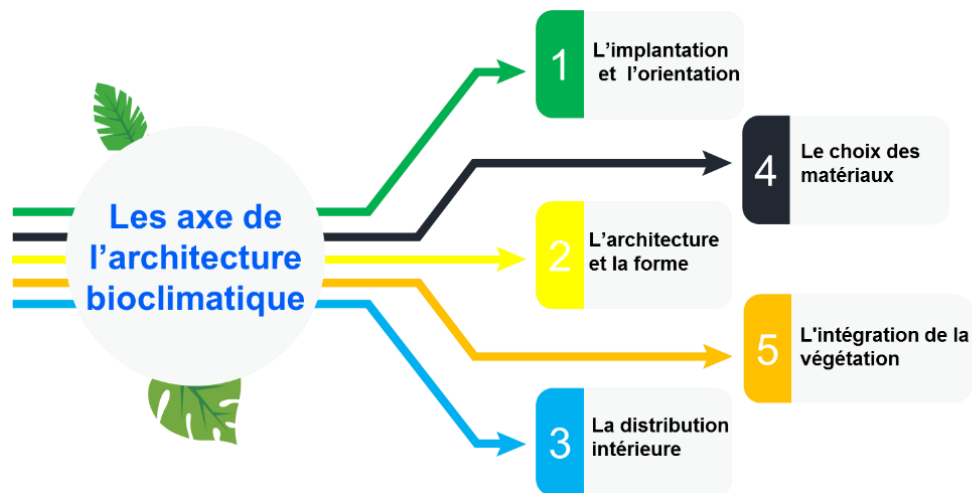 Les axe de
l’architecture
bioclimatique
1
L’implantation
et l’orientation
4
Le choix des
matériaux
2
L’architecture
et la forme
5
L'intégration de la
végétation
3
La distribution
intérieure